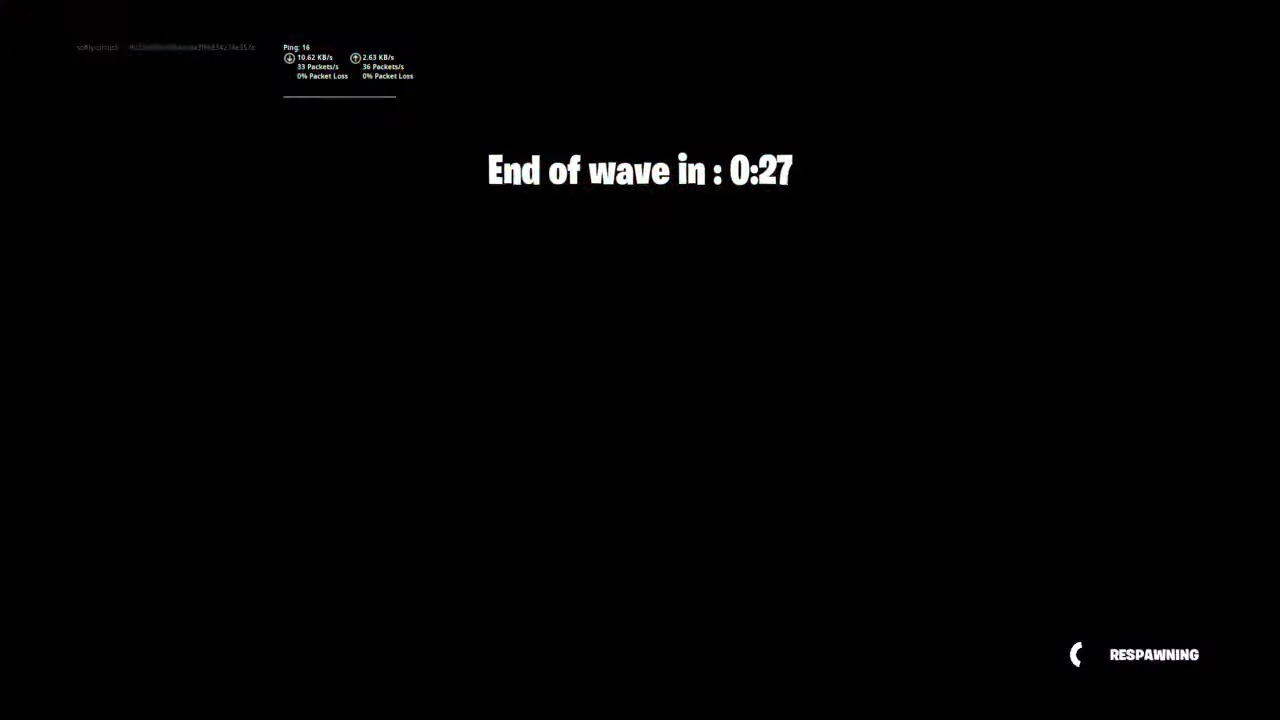 Ping: 16
10.62 KB/s 2.63 KB/s
33 Packets/s 36 Packets/s
0% Packet Loss 0% Packet Loss
End of wave in : 0:27
RESPAWNING